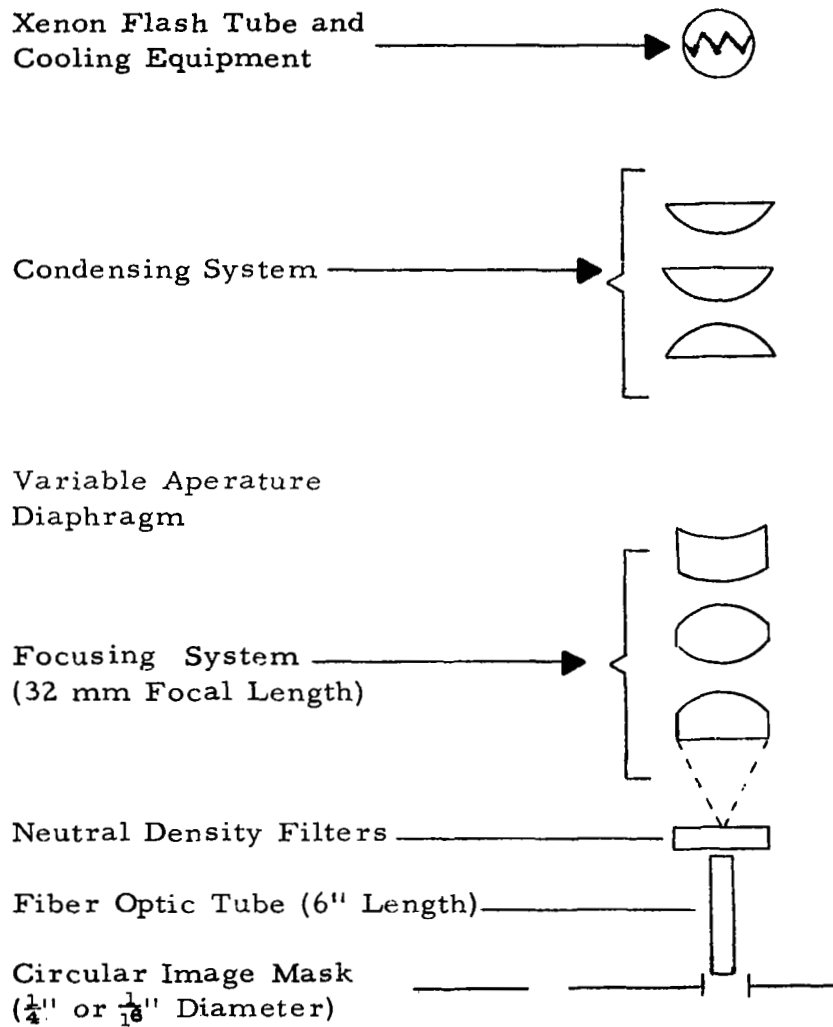 Xenon Flash Tube and
Cooling Equipment
Condensing System
Variable Aperature
Diaphragm
Focusing System
(32 mm Focal Length)
Neutral Density Filters
Fiber Optic Tube (6" Length)
Circular Image Mask
(1/4" or 1/16" Diameter)